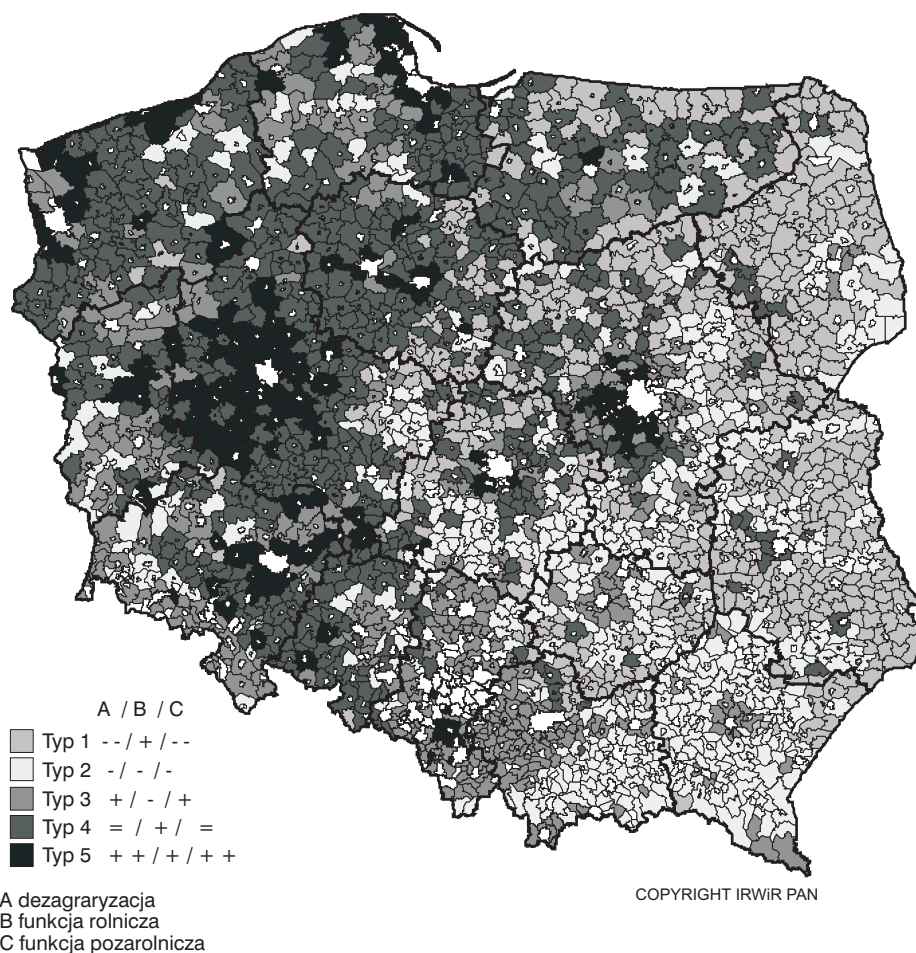 A / B / C
Typ 1 - - / + / - -
Typ 2 - / - / -
Typ 3 + / - / +
Typ 4 = / + / =
Typ 5 + + / + / + +
COPYRIGHT IRWiR PAN
A dezagraryzacja
B funkcja rolnicza
C funkcja pozarolnicza